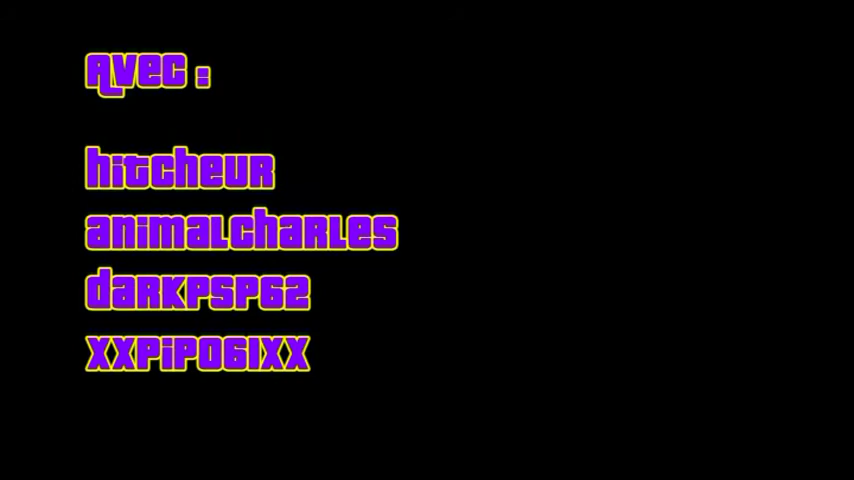 Avec :
hitcheur
animalcharles
darkpsp62
xxpipo61xx